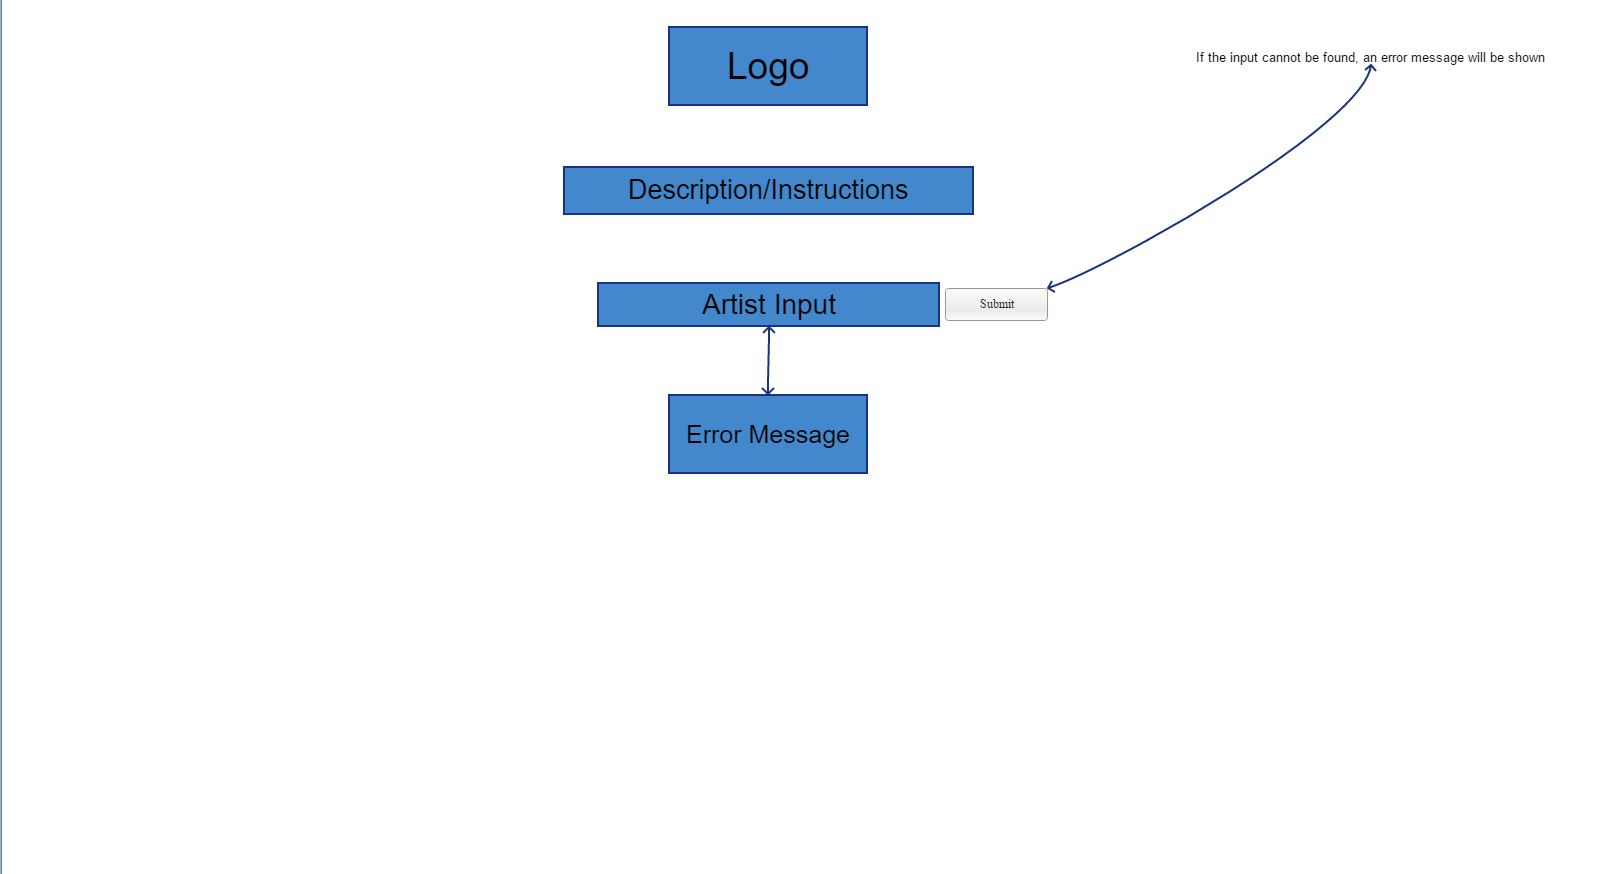 Logo
If the input cannot be found, an error message will be shown
Description/Instructions
Artist Input
Submit
Error Message